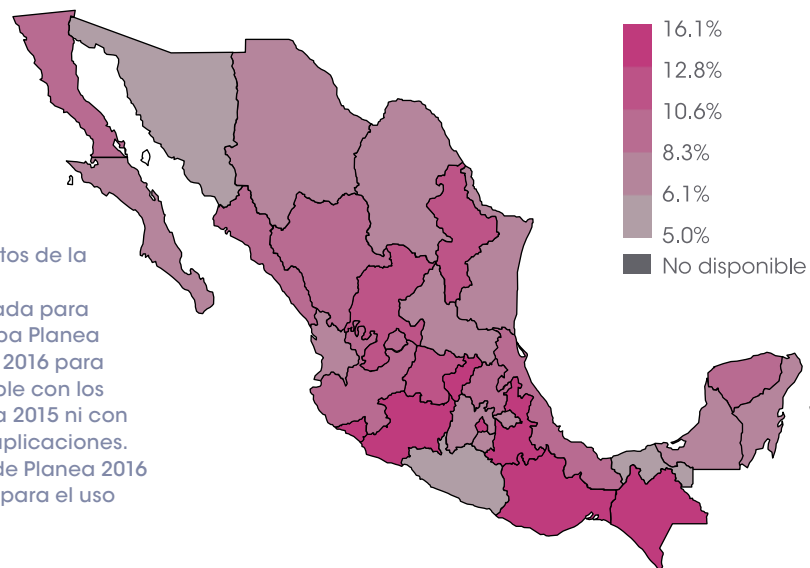 16.1%
12.8%
10.6%
8.3%
6.1%
5.0%
No disponible
tos de la
ada para
ba Planea
2016 para
ble con los
a 2015 ni con
aplicaciones.
de Planea 2016
para el uso